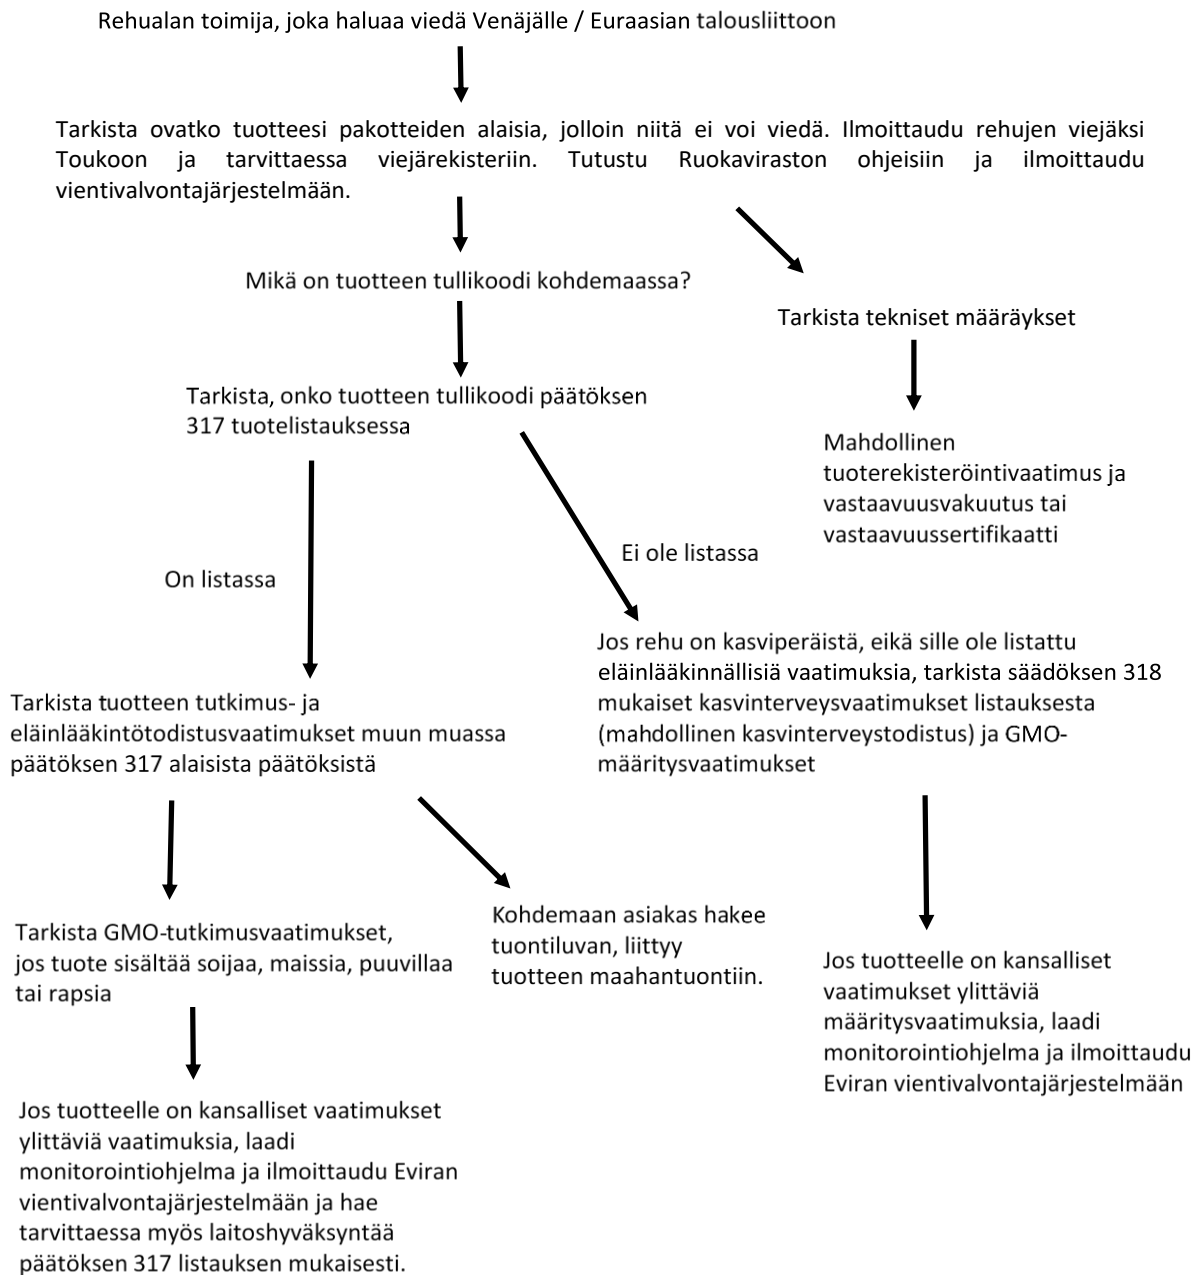 Rehualan toimija, joka haluaa viedä Venäjälle / Euraasian talousliittoon
Tarkista ovatko tuotteesi pakotteiden alaisia, jolloin niitä ei voi viedä. Ilmoittaudu rehujen viejäksi
Toukoon ja tarvittaessa viejärekisteriin. Tutustu Ruokaviraston ohjeisiin ja ilmoittaudu
vientivalvontajärjestelmään.
Mikä on tuotteen tullikoodi kohdemaassa?
Tarkista tekniset määräykset
Tarkista, onko tuotteen tullikoodi päätöksen
317 tuotelistauksessa
Mahdollinen
tuoterekisteröintivaatimus ja
vastaavuusvakuutus tai
vastaavuussertifikaatti
Ei ole listassa
On listassa
Jos rehu on kasviperäistä, eikä sille ole listattu
eläinlääkinnällisiä vaatimuksia, tarkista säädöksen 318
mukaiset kasvinterveysvaatimukset listauksesta
(mahdollinen kasvinterveystodistus) ja GMO-
määritysvaatimukset
Tarkista tuotteen tutkimus- ja
eläinlääkintötodistusvaatimukset muun muassa
päätöksen 317 alaisista päätöksistä
Kohdemaan asiakas hakee
tuontiluvan, liittyy
tuotteen maahantuontiin.
Tarkista GMO-tutkimusvaatimukset,
jos tuote sisältää soijaa, maissia, puuvillaa
tai rapsia
Jos tuotteelle on kansalliset
vaatimukset ylittäviä
määritysvaatimuksia, laadi
monitorointiohjelma ja ilmoittaudu
Eviran vientivalvontajärjestelmään
Jos tuotteelle on kansalliset vaatimukset
ylittäviä vaatimuksia, laadi
monitorointiohjelma ja ilmoittaudu Eviran
vientivalvontajärjestelmään ja hae
tarvittaessa myös laitoshyväksyntää
päätöksen 317 listauksen mukaisesti.